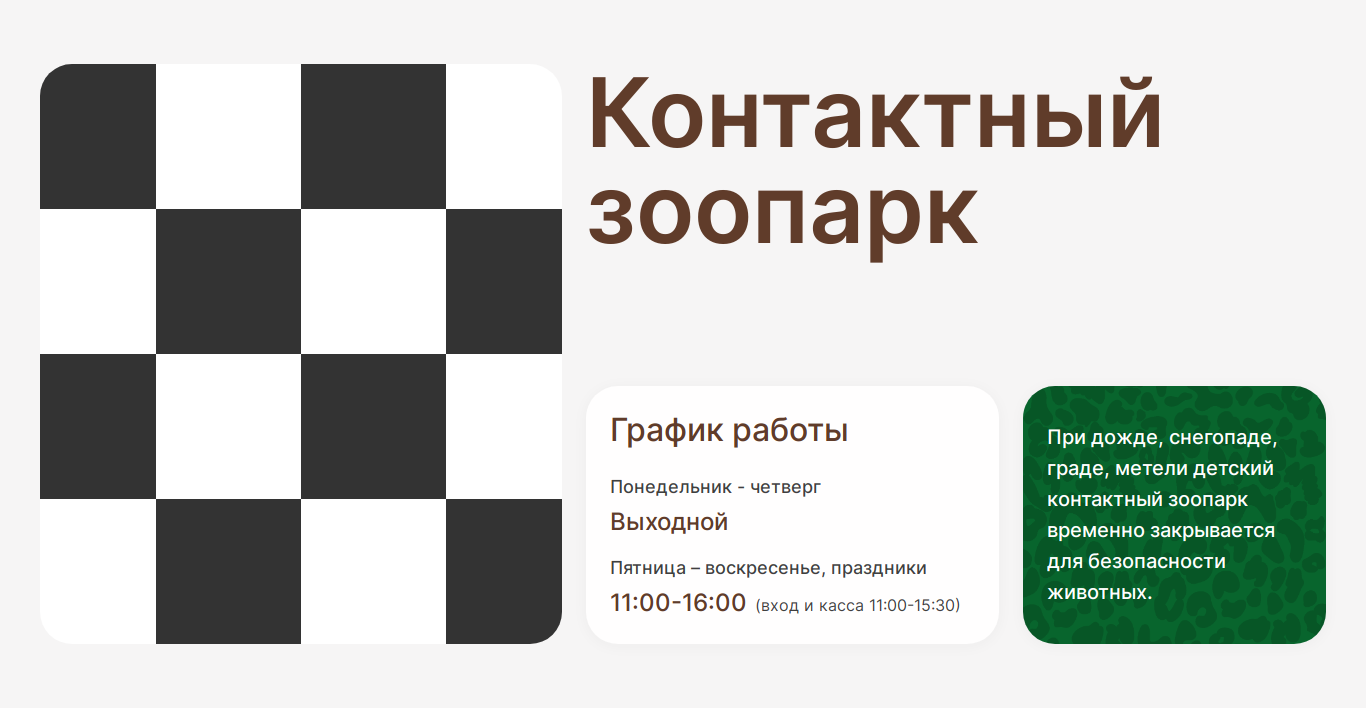 Контактный
зоопарк
График работы
Понедельник - четверг
Выходной
Пятница – воскресенье, праздники
11:00-16:00 (вход и касса 11:00-15:30)
При дожде, снегопаде,
граде, метели детский
контактный зоопарк
временно закрывается
для безопасности
животных.